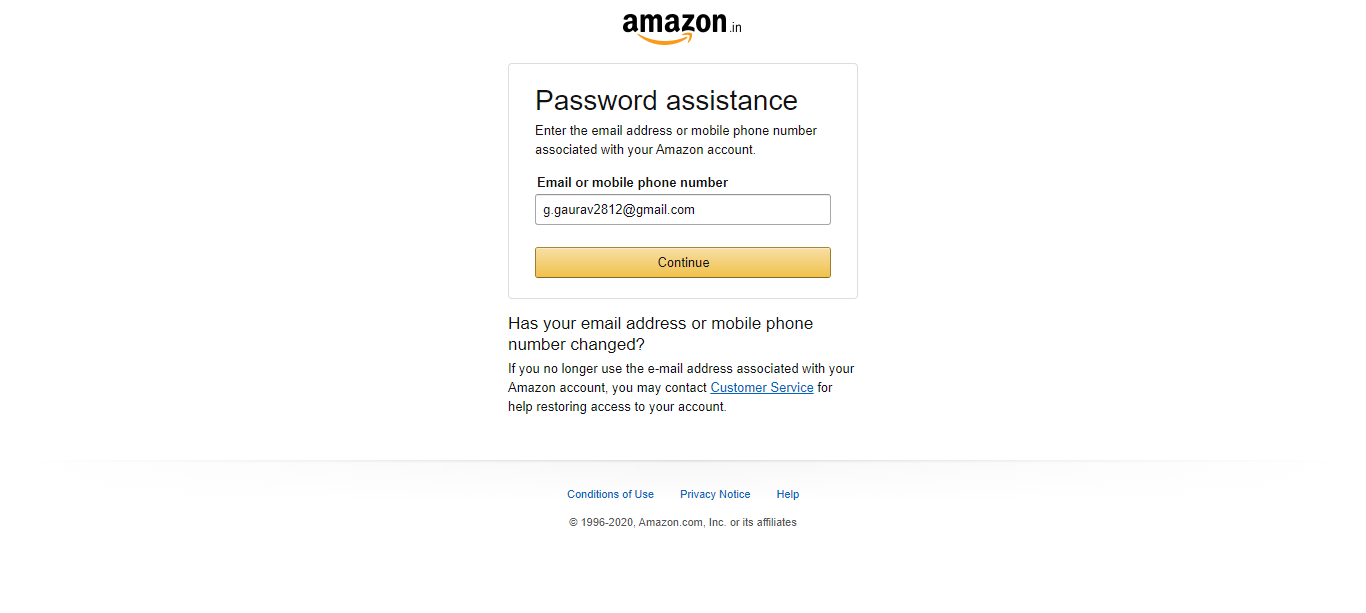 amazon.in
Password assistance
Enter the email address or mobile phone number
associated with your Amazon account.
Email or mobile phone number
g.gaurav2812@gmail.com
Continue
Has your email address or mobile phone
number changed?
If you no longer use the e-mail address associated with your
Amazon account, you may contact Customer Service for
help restoring access to your account.
Conditions of Use Privacy Notice Help
© 1996-2020, Amazon.com, Inc. or its affiliates